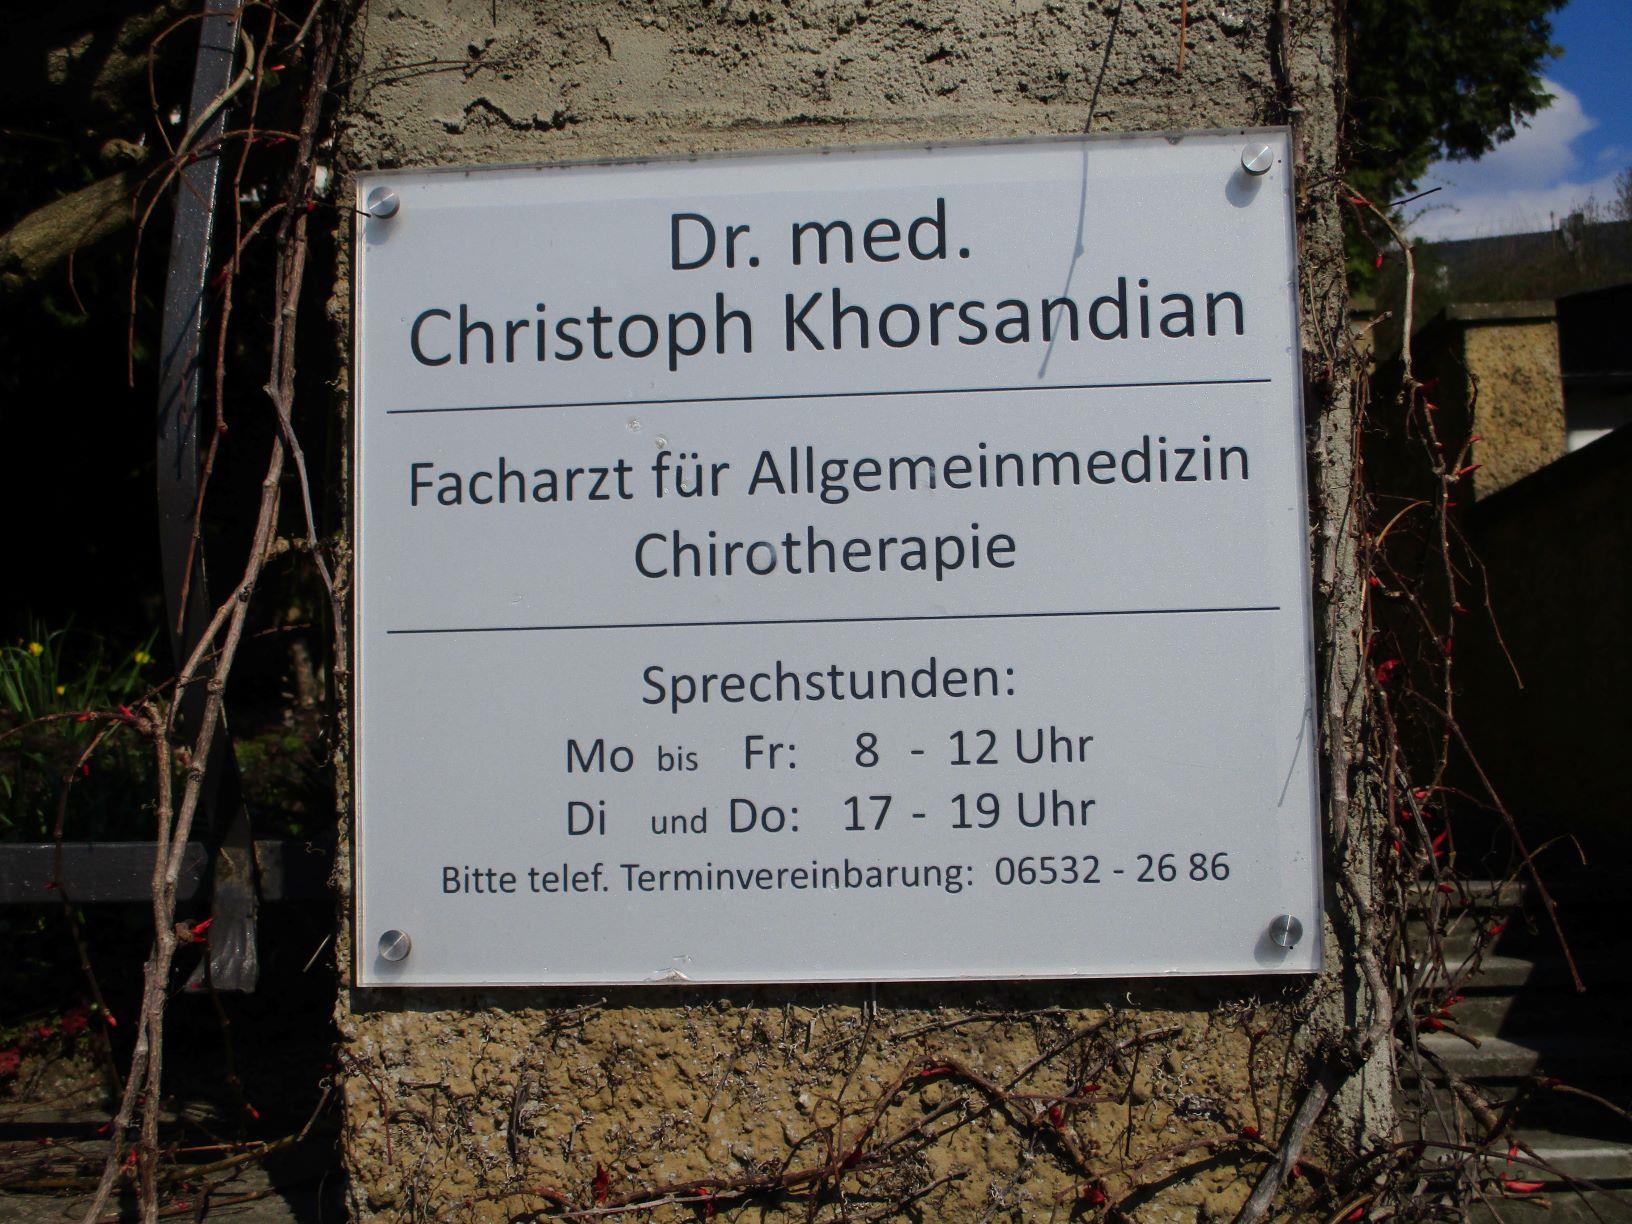 Dr. med.
Christoph Khorsandian
Facharzt für Allgemeinmedizin
Chirotherapie
Sprechstunden:
Mo bis Fr: 8 - 12 Uhr
Di und Do: 17 - 19 Uhr
Bitte telef. Terminvereinbarung: 06532 - 26 86